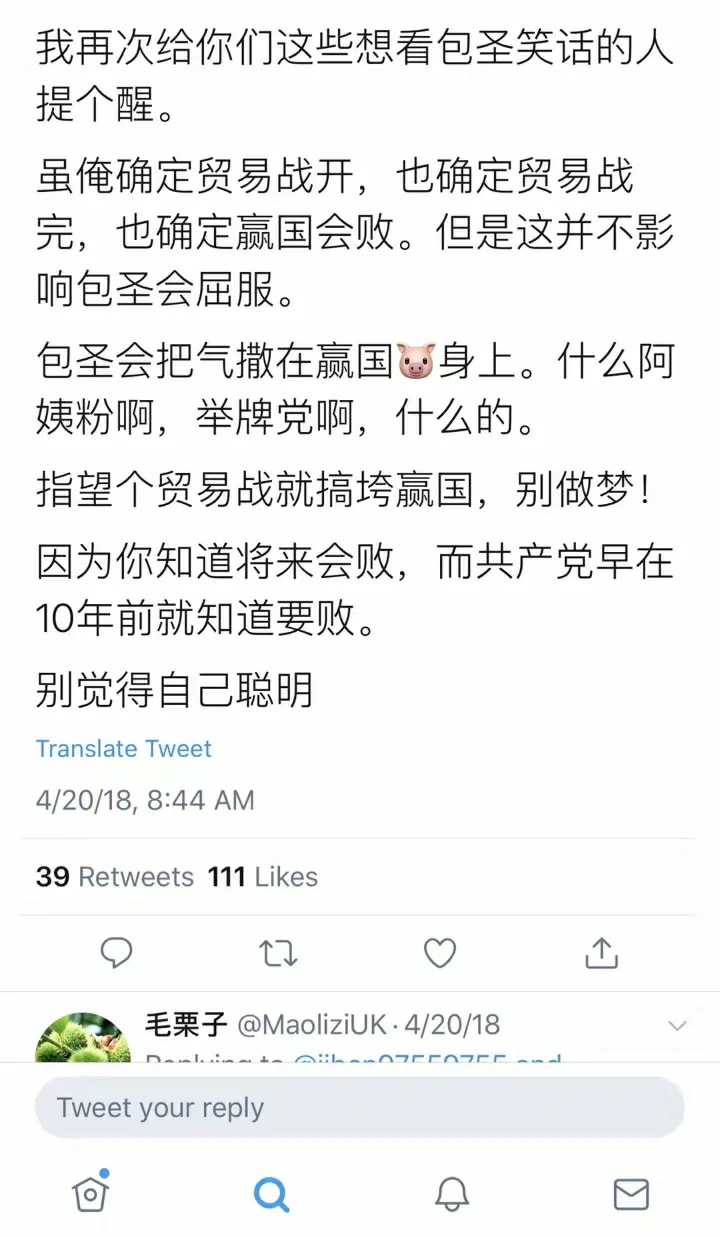 我再次给你们这些想看包圣笑话的人
提个醒。
虽俺确定贸易战开，也确定贸易战
完，也确定赢国会败。但是这并不影
响包圣会屈服。
包圣会把气撒在赢国🐷身上。什么阿
姨粉啊，举牌党啊，什么的。
指望个贸易战就搞垮赢国，别做梦！
因为你知道将来会败，而共产党早在
10年前就知道要败。
别觉得自己聪明
Translate Tweet
4/20/18, 8:44 AM
39 Retweets 111 Likes
毛栗子 @MaoliziUK · 4/20/18
Replying to @jihan97559755 and
Tweet your reply